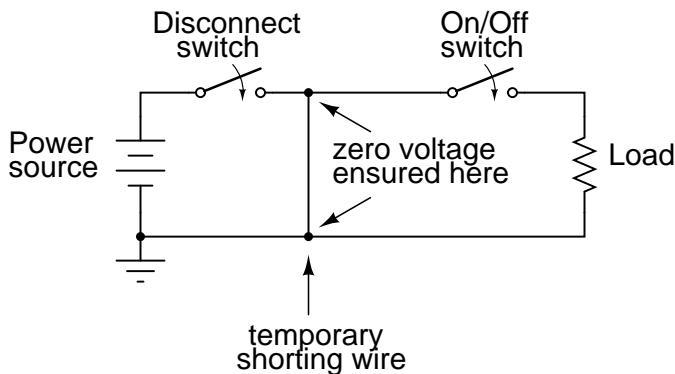 Disconnect
switch
On/Off
switch
Power
source
zero voltage
ensured here
Load
temporary
shorting wire